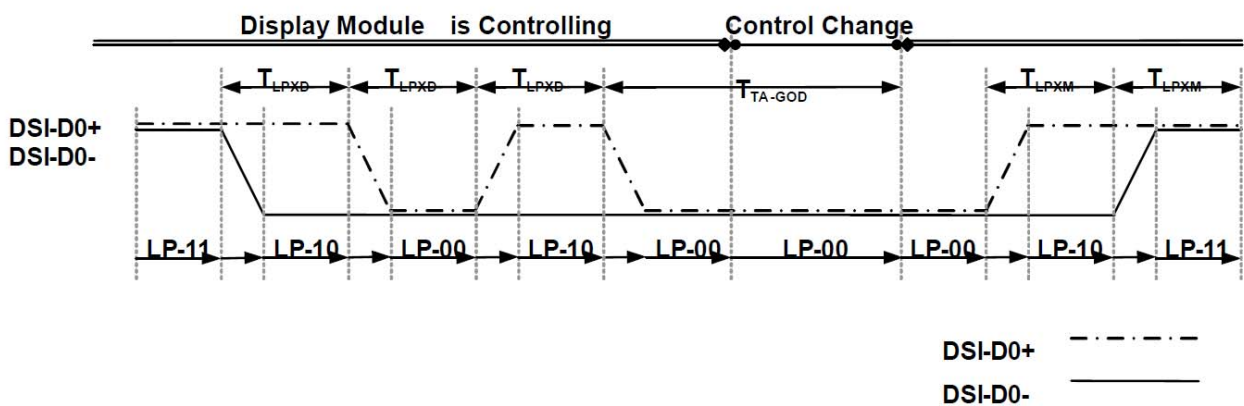 Display Module is Controlling Control Change
TLPXD TLPXD TLPXD TTA-GOD TLPXM TLPXM
DSI-D0+
DSI-D0-
LP-11 LP-10 LP-00 LP-10 LP-00 LP-00 LP-00 LP-10 LP-11
DSI-D0+
DSI-D0-